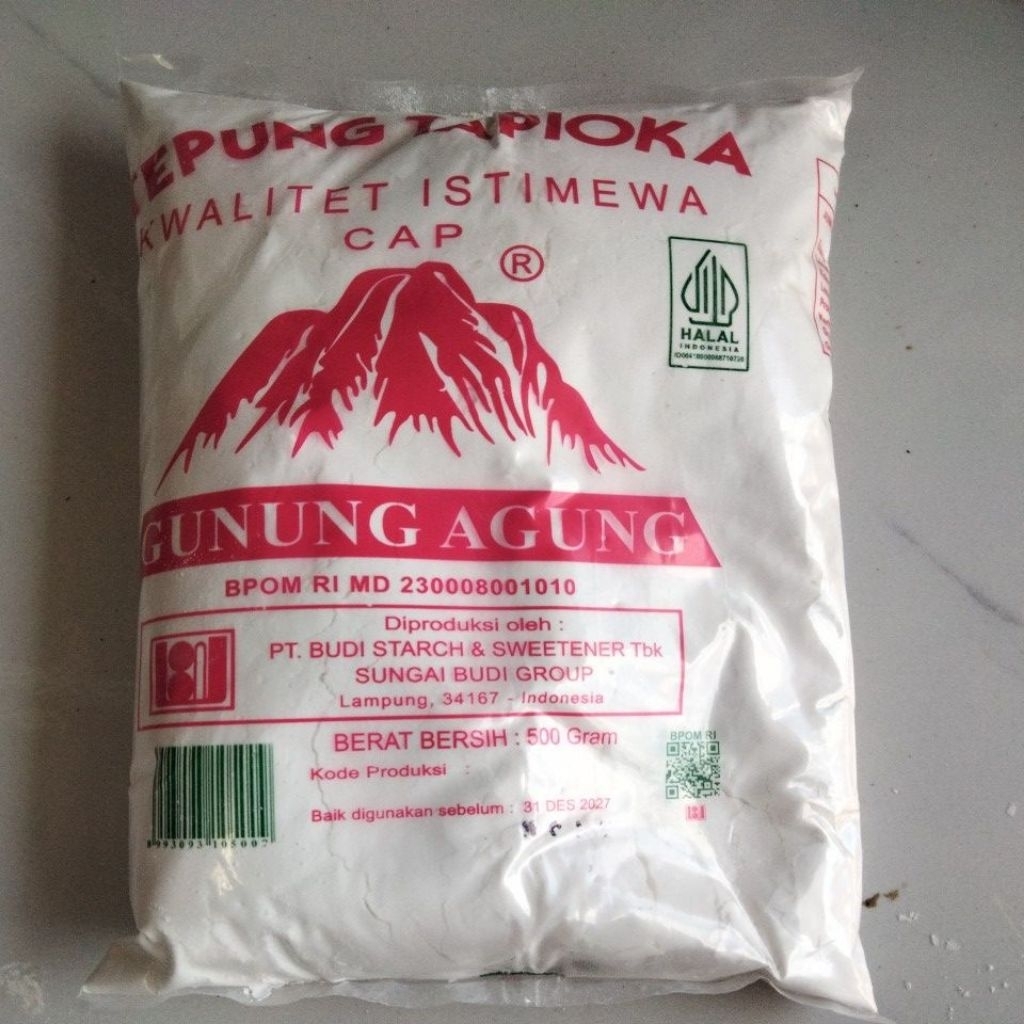 TEPUNG TAPIOKA
KWALITET ISTIMEWA
CAP ®
HALAL
INDONESIA
GUNUNG AGUNG
BPOM RI MD 230008001010
Diproduksi oleh :
PT. BUDI STARCH & SWEETENER Tbk
SUNGAI BUDI GROUP
Lampung, 34167 - Indonesia
BERAT BERSIH : 500 Gram
BPOM RI
Kode Produksi :
Baik digunakan sebelum : 31 DES 2027